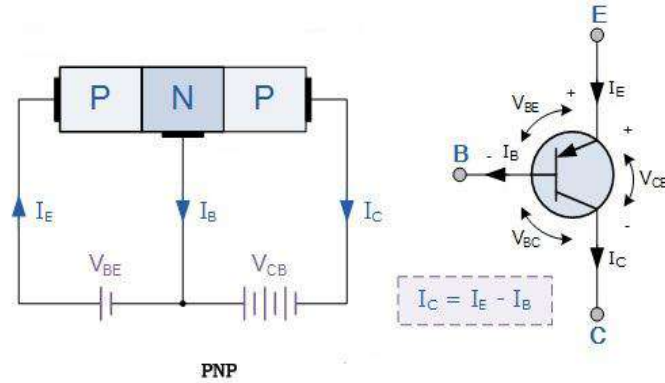 P N P
I_E
I_B
I_C
V_BE
V_CB
PNP
E
I_E
V_BE
+
+
B
-
I_B
V_CE
V_BC
-
I_C
I_C = I_E - I_B
C